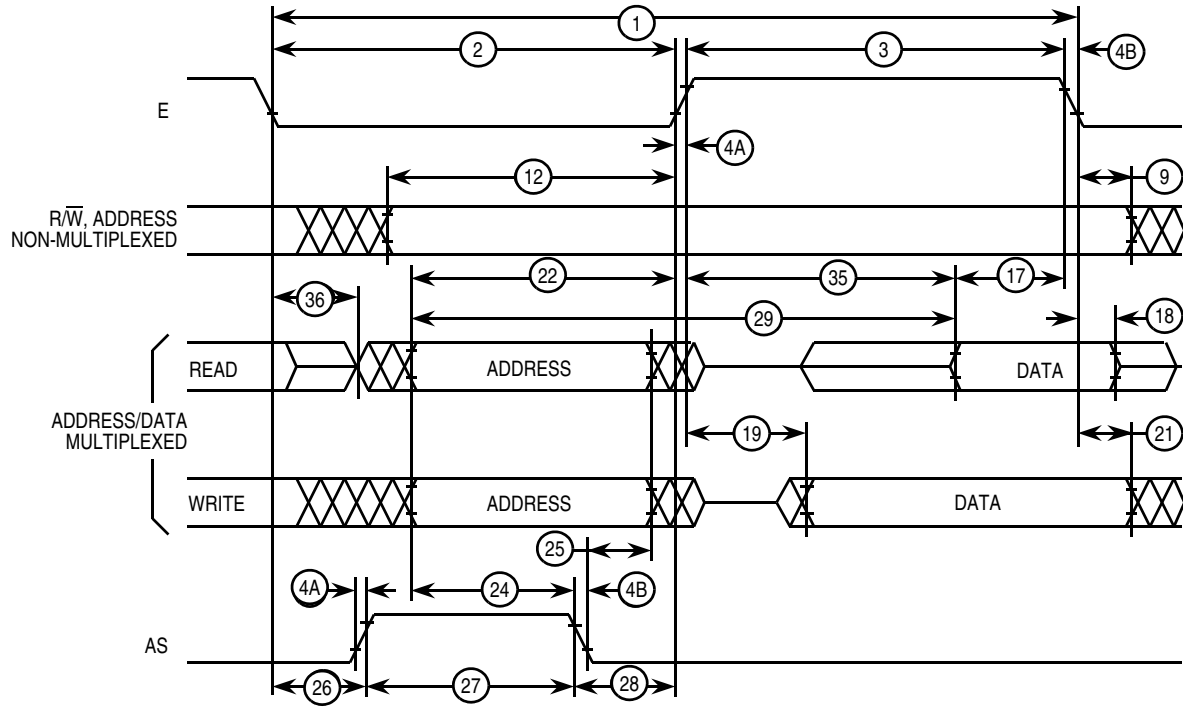 1
2
3
4B
E
4A
12
9
R/W̅, ADDRESS
NON-MULTIPLEXED
22
35
17
36
29
18
READ
ADDRESS
DATA
ADDRESS/DATA
MULTIPLEXED
19
21
WRITE
ADDRESS
DATA
25
4A
24
4B
AS
26
27
28